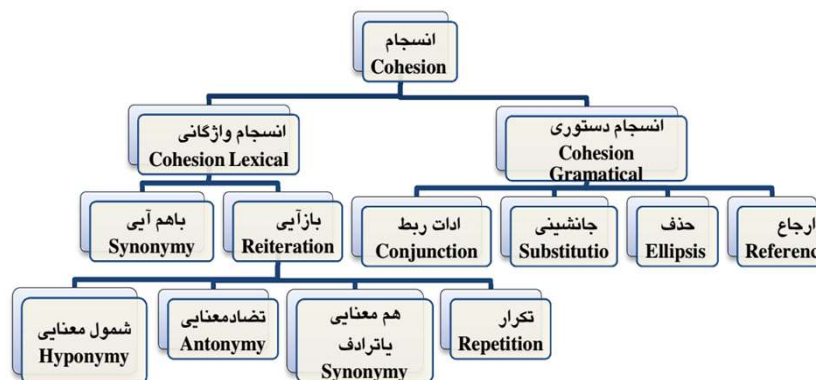 انسجام
Cohesion
انسجام واژگانی
Cohesion Lexical
انسجام دستوری
Cohesion
Gramatical
باهم آیی
Synonymy
بازآیی
Reiteration
ادات ربط
Conjunction
جانشینی
Substitutio
حذف
Ellipsis
ارجاع
Referenc
شمول معنایی
Hyponymy
تضادمعنایی
Antonymy
هم معنایی
یاترادف
Synonymy
تکرار
Repetition